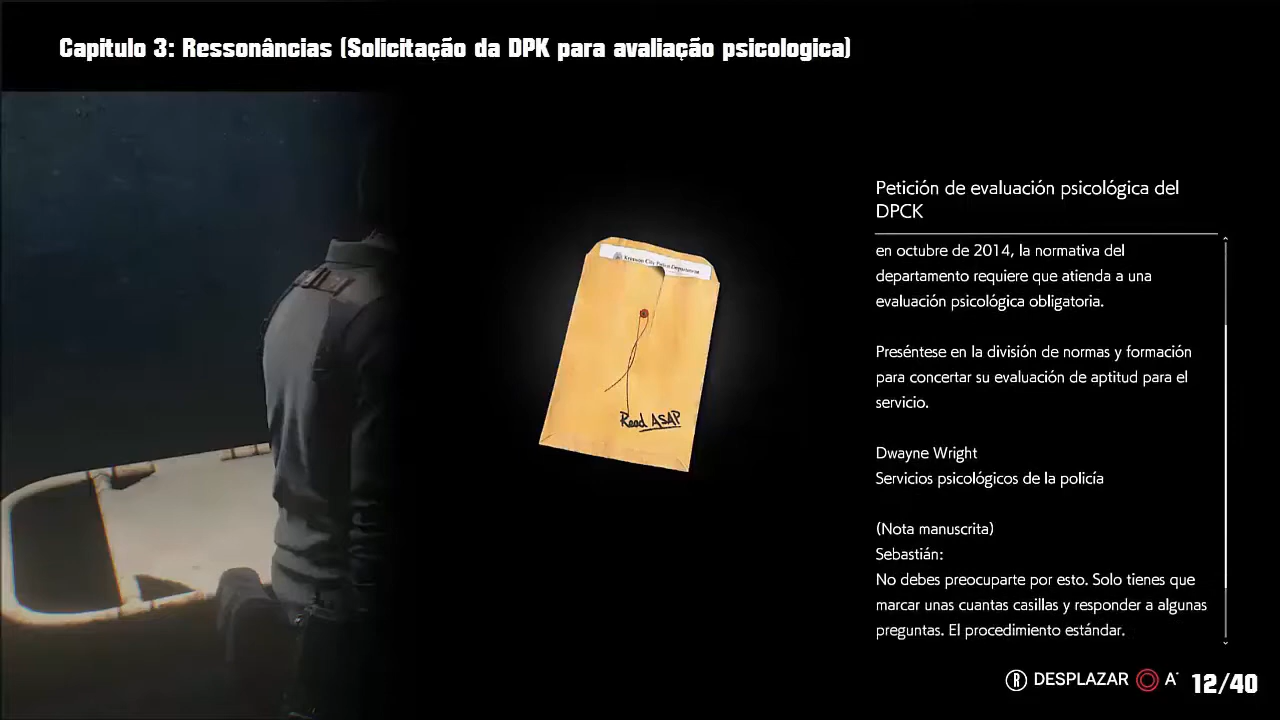 Capitulo 3: Ressonâncias (Solicitação da DPK para avaliação psicologica)
Petición de evaluación psicológica del
DPCK
en octubre de 2014, la normativa del
departamento requiere que atienda a una
evaluación psicológica obligatoria.
Preséntese en la división de normas y formación
para concertar su evaluación de aptitud para el
servicio.
Dwayne Wright
Servicios psicológicos de la policía
(Nota manuscrita)
Sebastián:
No debes preocuparte por esto. Solo tienes que
marcar unas cuantas casillas y responder a algunas
preguntas. El procedimiento estándar.
Krimson City Police Department
Read ASAP
R DESPLAZAR A
12/40